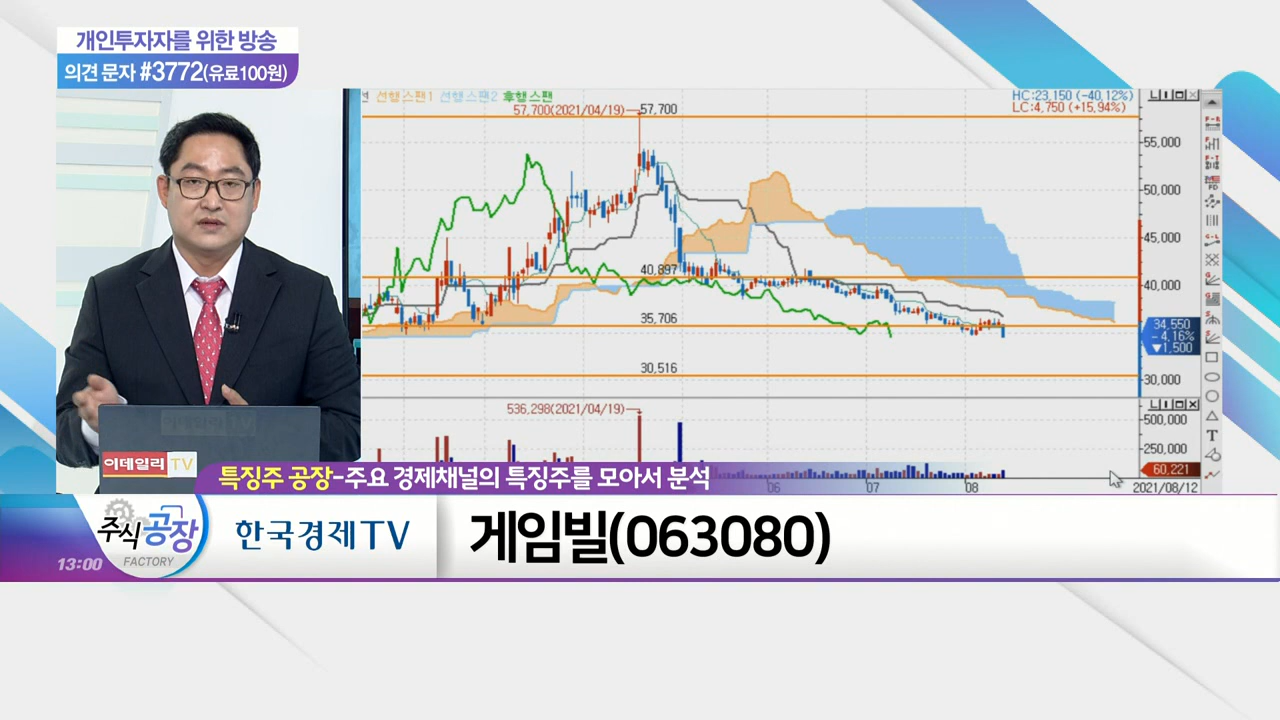 개인투자자를 위한 방송
의견 문자 #3772(유료100원)
선행스팬1 선행스팬2 후행스팬
HC:23,150 (-40,12%)
LC:4,750 (+15,94%)
57,700(2021/04/19)
57,700
55,000
50,000
45,000
40,897
40,000
35,706
34,550
-4,16%
▼1,500
30,516
30,000
536,298(2021/04/19)
500,000
250,000
60,221
06
07
08
2021/08/12
이데일리 TV
이데일리 TV
특징주 공장-주요 경제채널의 특징주를 모아서 분석
주식공장
FACTORY
13:00
한국경제TV
게임빌(063080)